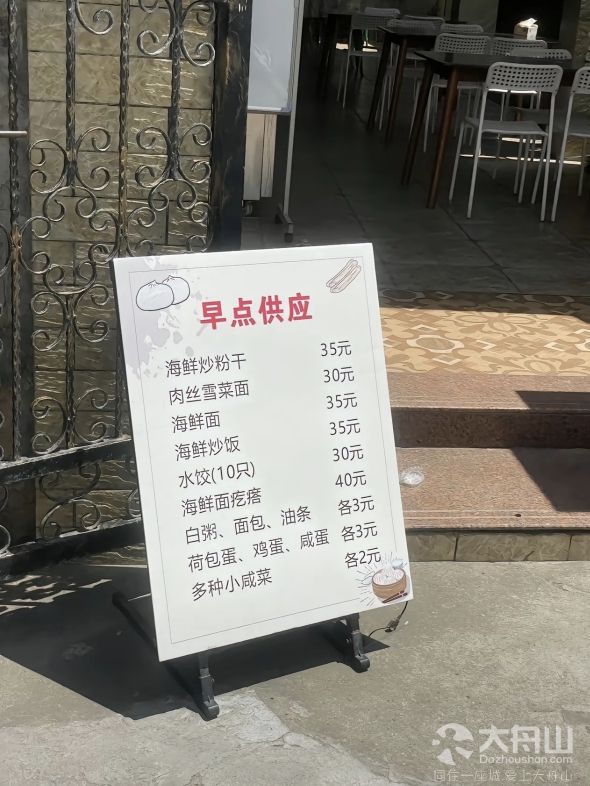 早点供应
海鲜炒粉干 35元
肉丝雪菜面 30元
海鲜面 35元
海鲜炒饭 35元
水饺(10只) 30元
海鲜面疙瘩 40元
白粥、面包、油条 各3元
荷包蛋、鸡蛋、咸蛋 各3元
多种小咸菜 各2元
大舟山
Dazhoushan.com
同住一座城,爱上大舟山